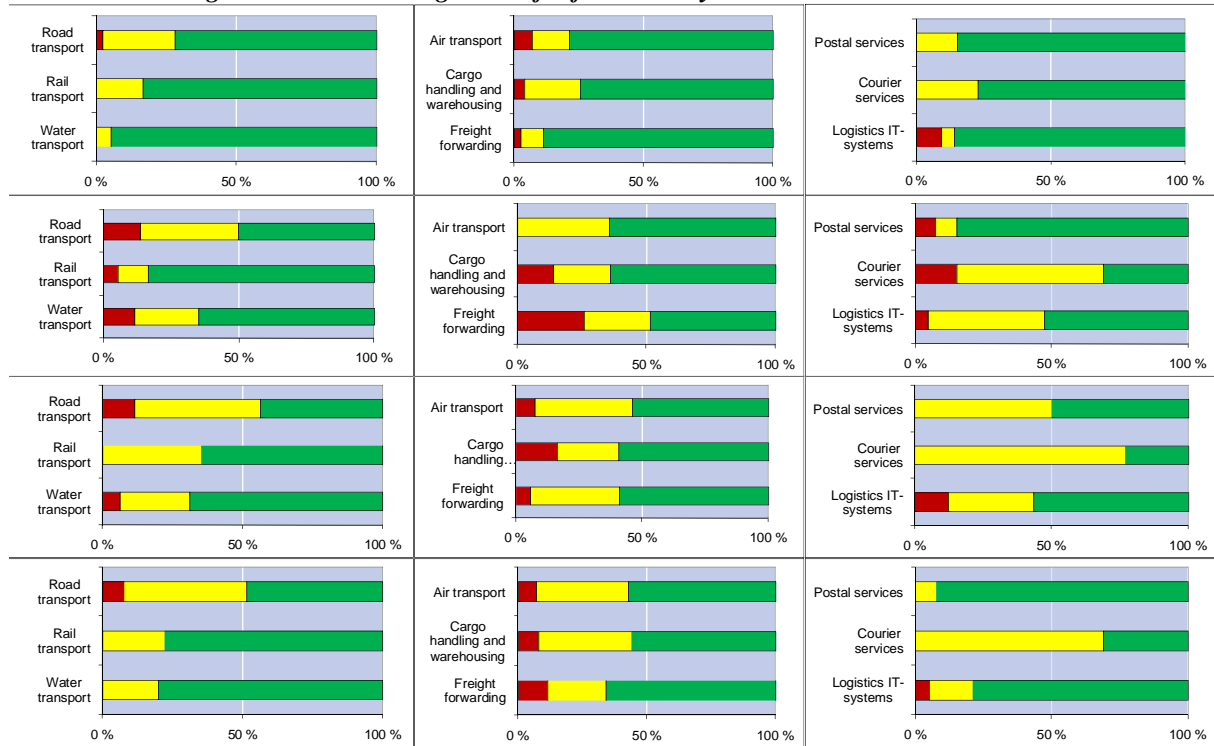 Road
transport
Rail
transport
Water
transport
0 %
50 %
100 %
Air transport
Cargo
handling and
warehousing
Freight
forwarding
0 %
50 %
100 %
Postal services
Courier
services
Logistics IT-
systems
0 %
50 %
100 %
Road
transport
Rail
transport
Water
transport
0 %
50 %
100 %
Air transport
Cargo
handling and
warehousing
Freight
forwarding
0 %
50 %
100 %
Postal services
Courier
services
Logistics IT-
systems
0 %
50 %
100 %
Road
transport
Rail
transport
Water
transport
0 %
50 %
100 %
Air transport
Cargo
handling…
Freight
forwarding
0 %
50 %
100 %
Postal services
Courier
services
Logistics IT-
systems
0 %
50 %
100 %
Road
transport
Rail
transport
Water
transport
0 %
50 %
100 %
Air transport
Cargo
handling and
warehousing
Freight
forwarding
0 %
50 %
100 %
Postal services
Courier
services
Logistics IT-
systems
0 %
50 %
100 %